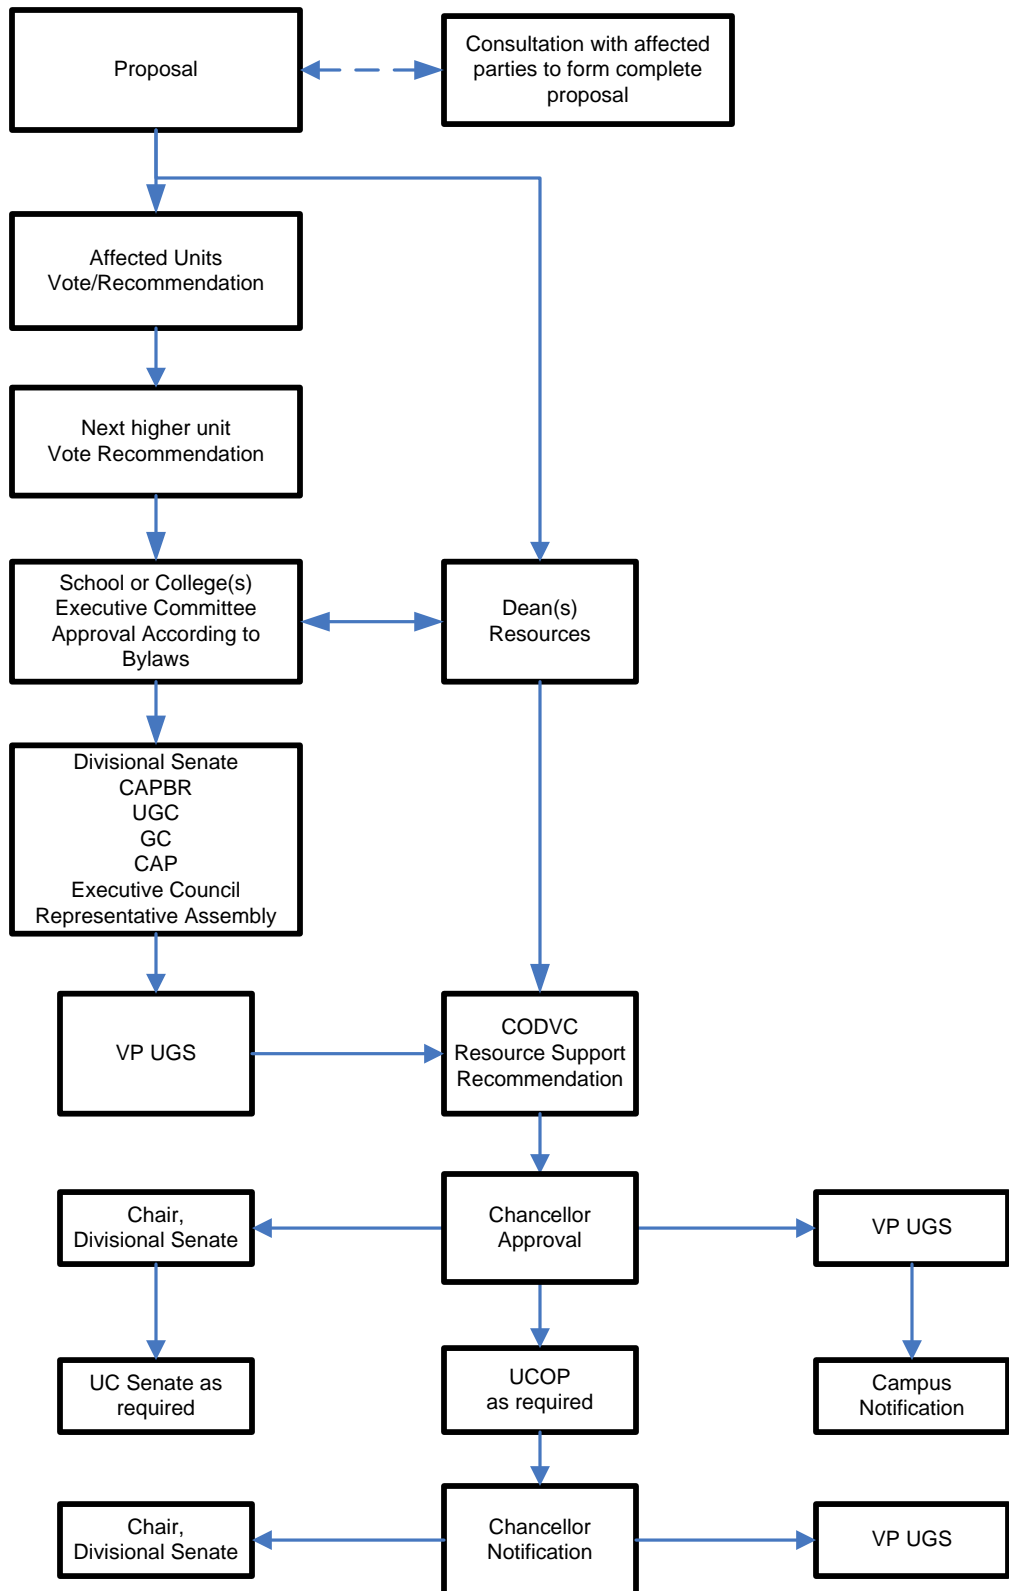 Proposal
Consultation with affected
parties to form complete
proposal
Affected Units
Vote/Recommendation
Next higher unit
Vote Recommendation
School or College(s)
Executive Committee
Approval According to
Bylaws
Dean(s)
Resources
Divisional Senate
CAPBR
UGC
GC
CAP
Executive Council
Representative Assembly
VP UGS
CODVC
Resource Support
Recommendation
Chair,
Divisional Senate
Chancellor
Approval
VP UGS
UC Senate as
required
UCOP
as required
Campus
Notification
Chair,
Divisional Senate
Chancellor
Notification
VP UGS